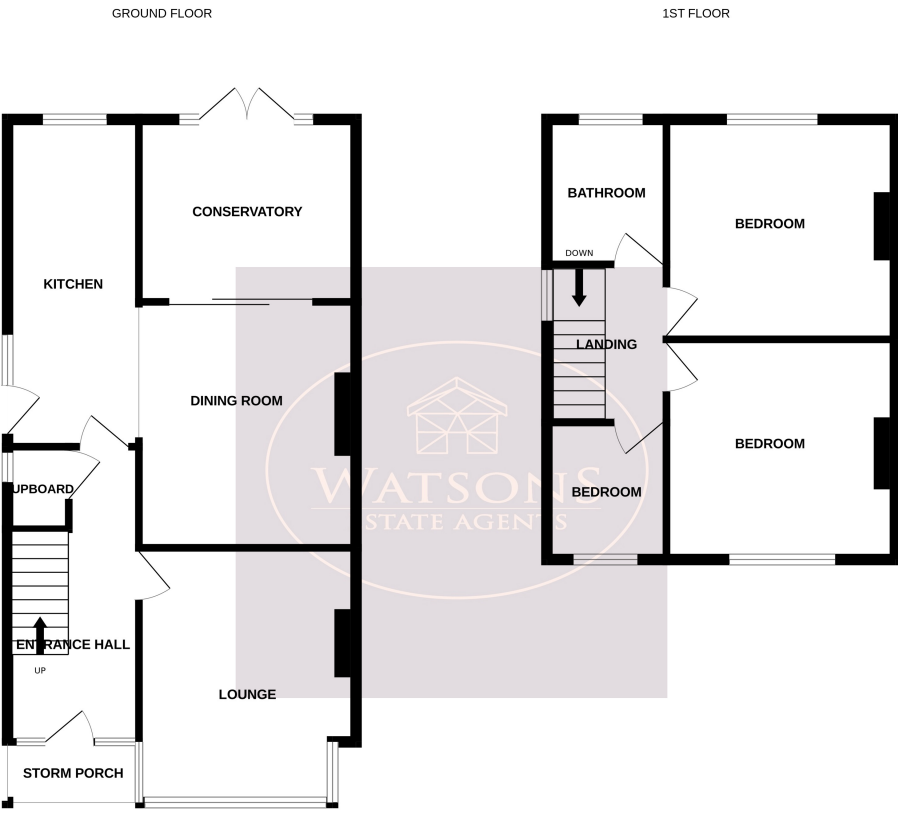 GROUND FLOOR
1ST FLOOR
CONSERVATORY
KITCHEN
DINING ROOM
UPBOARD
ENTRANCE HALL
UP
LOUNGE
STORM PORCH
BATHROOM
DOWN
BEDROOM
LANDING
BEDROOM
BEDROOM
WATSONS
ESTATE AGENTS